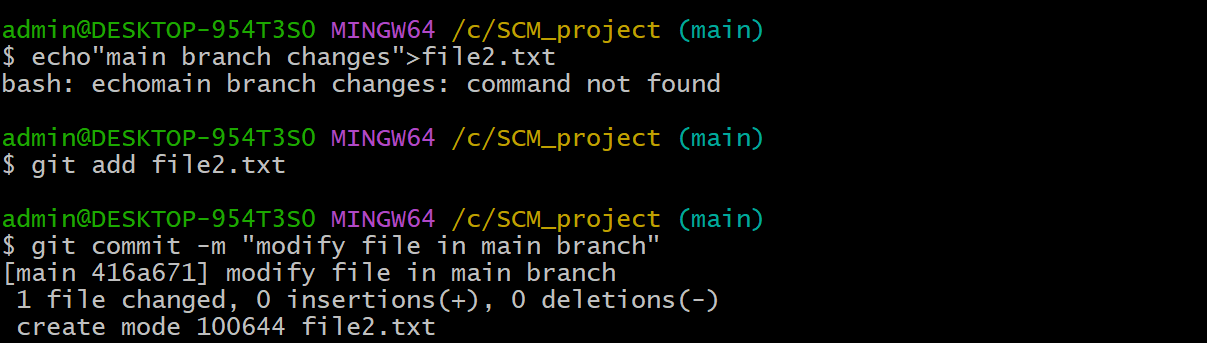 admin@DESKTOP-954T3SO MINGW64 /c/SCM_project (main)
$ echo"main branch changes">file2.txt
bash: echomain branch changes: command not found
admin@DESKTOP-954T3SO MINGW64 /c/SCM_project (main)
$ git add file2.txt
admin@DESKTOP-954T3SO MINGW64 /c/SCM_project (main)
$ git commit -m "modify file in main branch"
[main 416a671] modify file in main branch
 1 file changed, 0 insertions(+), 0 deletions(-)
 create mode 100644 file2.txt